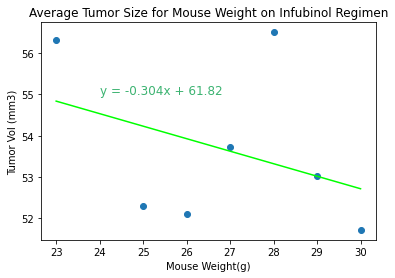 Average Tumor Size for Mouse Weight on Infubinol Regimen
56
55
54
53
52
y = -0.304x + 61.82
Tumor Vol (mm3)
23 24 25 26 27 28 29 30
Mouse Weight(g)